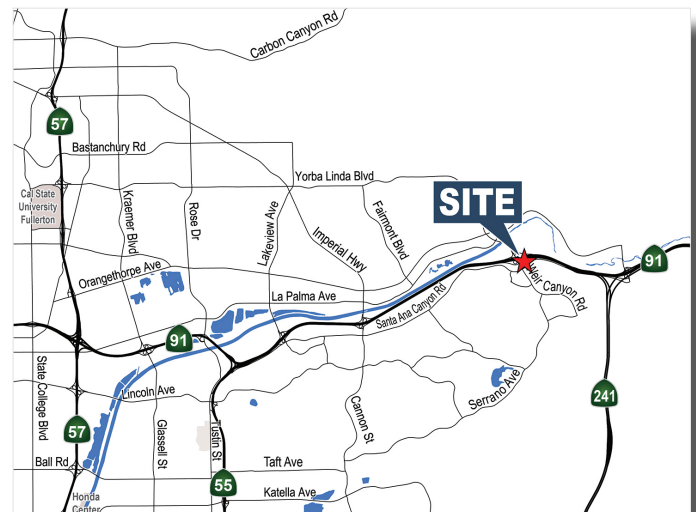 Carbon Canyon Rd
57
Bastanchury Rd
Yorba Linda Blvd
Cal State
University
Fullerton
Kraemer Blvd
Rose Dr
Lakeview Ave
Imperial Hwy
Fairmont Blvd
SITE
91
Orangethorpe Ave
La Palma Ave
Santa Ana Canyon Rd
Weir Canyon Rd
91
State College Blvd
Lincoln Ave
Serrano Ave
241
57
Glassell St
Tustin St
Cannon St
Ball Rd
Taft Ave
55
Katella Ave
Honda
Center